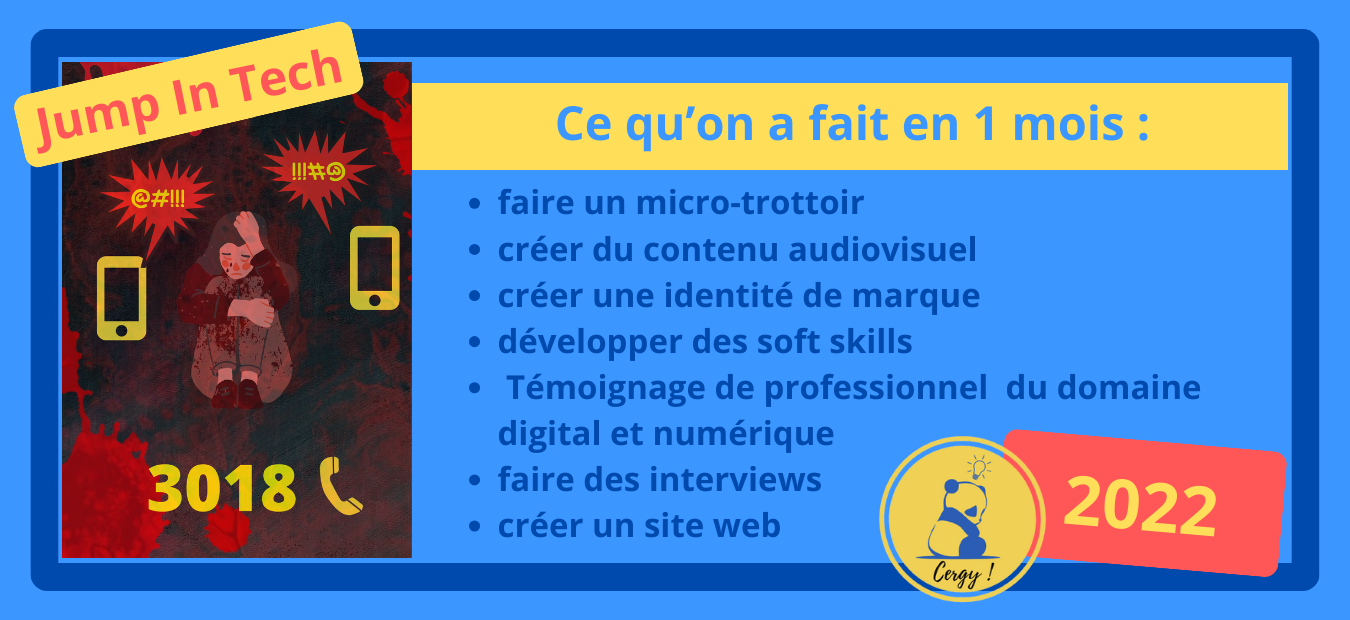 Jump In Tech
Ce qu’on a fait en 1 mois :
@#!!!
!!!#@
3018
• faire un micro-trottoir
• créer du contenu audiovisuel
• créer une identité de marque
• développer des soft skills
• Témoignage de professionnel  du domaine
digital et numérique
• faire des interviews
• créer un site web
Cergy !
2022